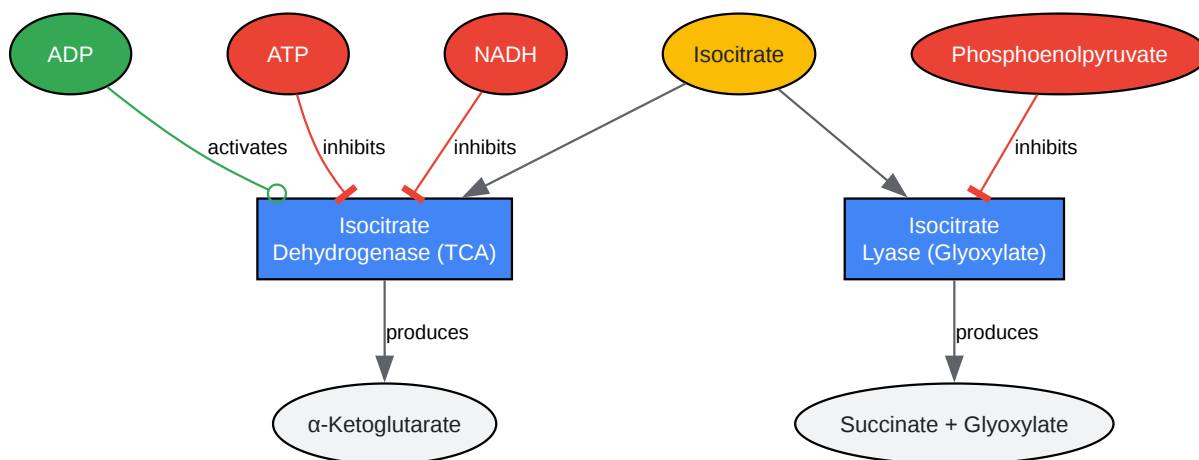 ADP
ATP
NADH
Isocitrate
Phosphoenolpyruvate
activates
inhibits
inhibits
inhibits
Isocitrate
Dehydrogenase (TCA)
Isocitrate
Lyase (Glyoxylate)
produces
produces
α-Ketoglutarate
Succinate + Glyoxylate